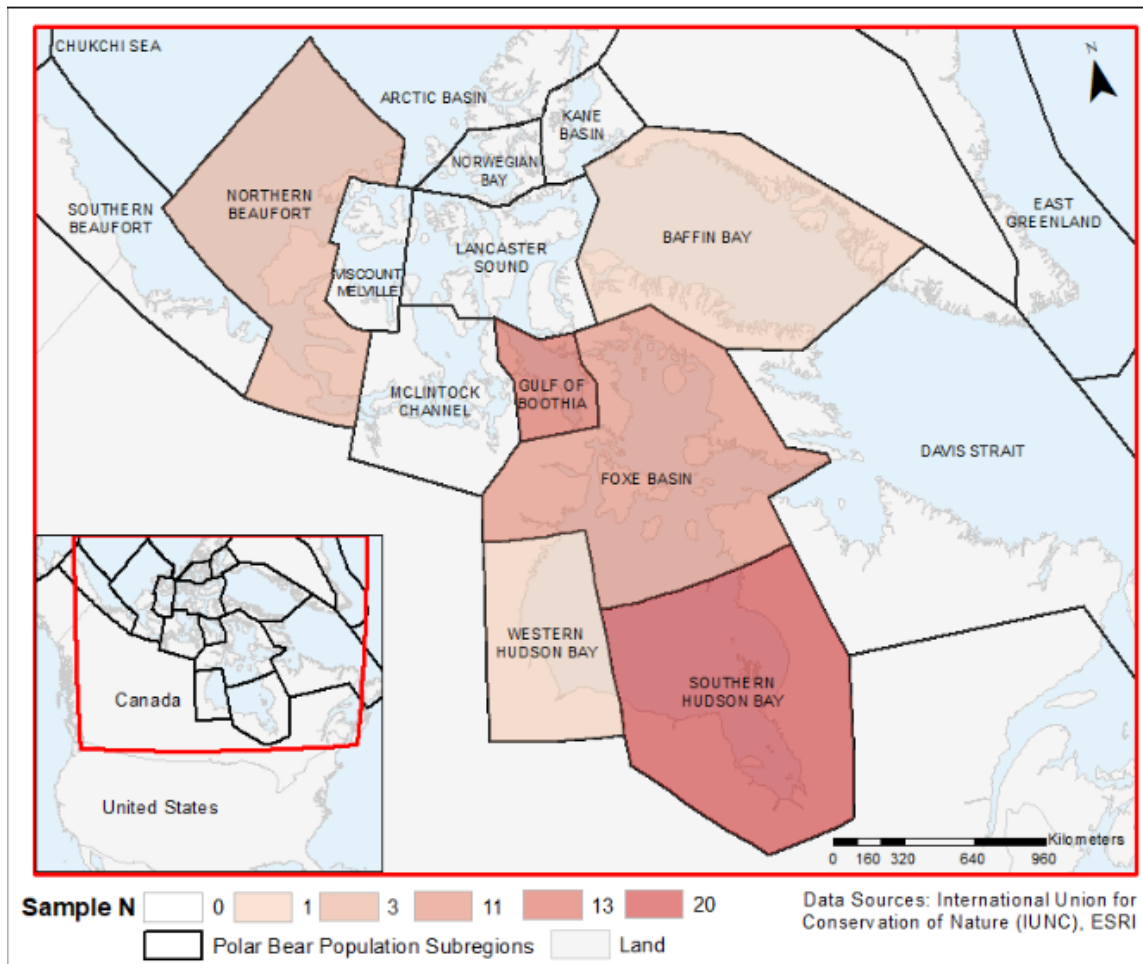 CHUKCHI SEA
N
ARCTIC BASIN
KANE
BASIN
NORWEGIAN
BAY
NORTHERN
BEAUFORT
SOUTHERN
BEAUFORT
EAST
GREENLAND
BAFFIN BAY
LANCASTER
SOUND
VISCOUNT
MELVILLE
MCLINTOCK
CHANNEL
GULF OF
BOOTHIA
DAVIS STRAIT
FOXE BASIN
WESTERN
HUDSON BAY
SOUTHERN
HUDSON BAY
Canada
United States
Kilometers
0 160 320 640 960
Sample N 0 1 3 11 13 20
Polar Bear Population Subregions Land
Data Sources: International Union for
Conservation of Nature (IUNC), ESRI